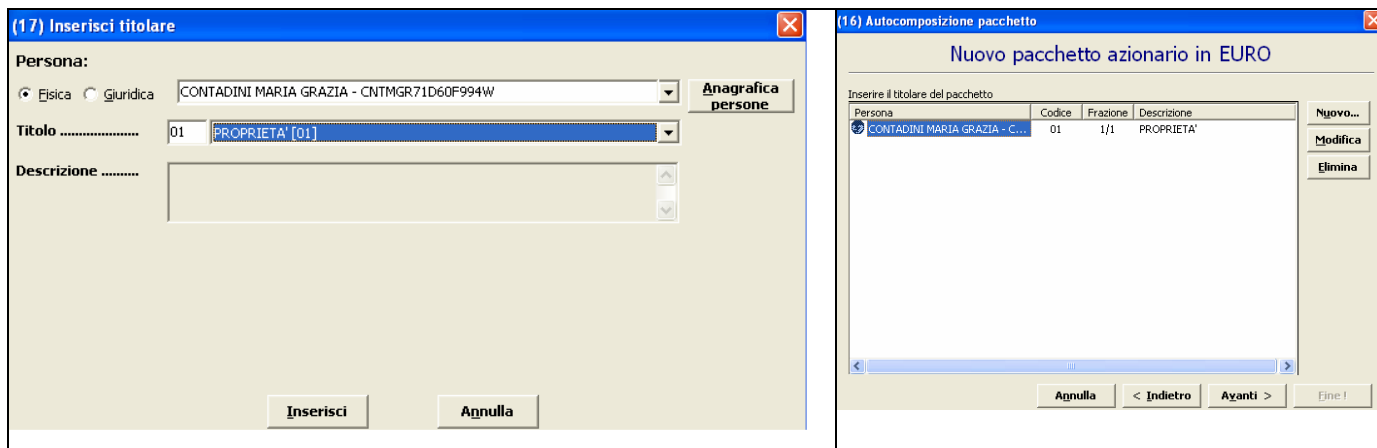 (17) Inserisci titolare
Persona:
Fisica Giuridica CONTADINI MARIA GRAZIA - CNTMGR71D60F994W Anagrafica persone
Titolo ..................... 01 PROPRIETA' [01]
Descrizione ..........
Inserisci Annulla
(16) Autocomposizione pacchetto
Nuovo pacchetto azionario in EURO
Inserire il titolare del pacchetto
Persona Codice Frazione Descrizione
CONTADINI MARIA GRAZIA - C... 01 1/1 PROPRIETA'
Nuovo...
Modifica
Elimina
Annulla < Indietro Avanti > Fine !